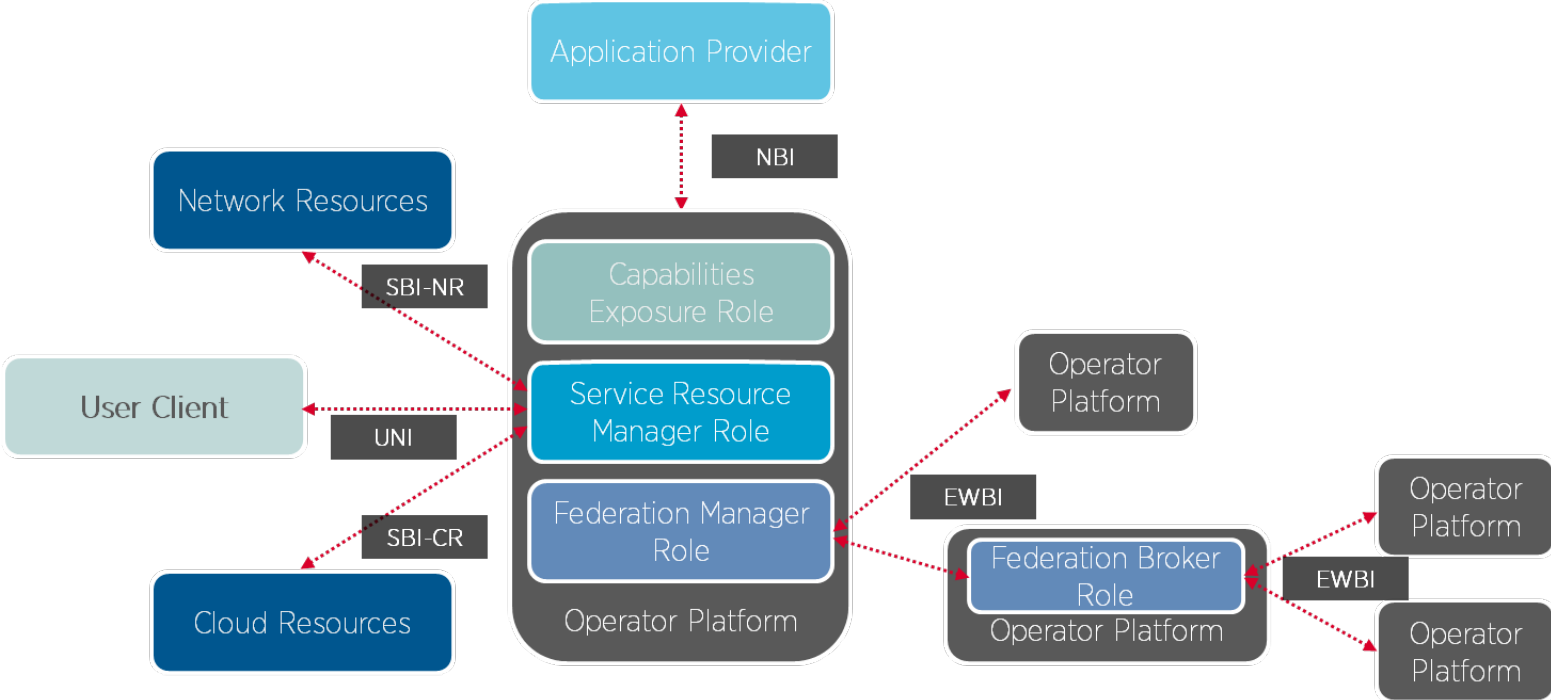 Application Provider
NBI
Network Resources
Capabilities
Exposure Role
SBI-NR
Operator
Platform
Service Resource
Manager Role
User Client
UNI
EWBI
Federation Manager
Role
Operator
Platform
SBI-CR
Federation Broker
Role
EWBI
Cloud Resources
Operator Platform
Operator Platform
Operator
Platform